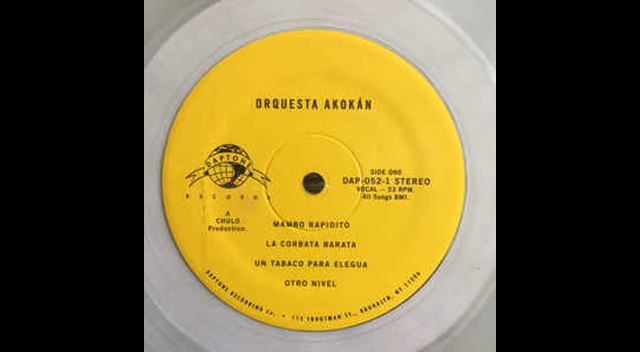 ORQUESTA AKOKÁN
DAPTONE
RECORDS
SIDE ONE
DAP-052-1 STEREO
VOCAL – 33 RPM.
All Songs BMI.
A
CHULO
Production.
MAMBO RAPIDITO
LA CORBATA BARATA
UN TABACO PARA ELEGUA
OTRO NIVEL
DAPTONE RECORDING Co. • 115 TROUTMAN ST., BROOKLYN, NY 11206